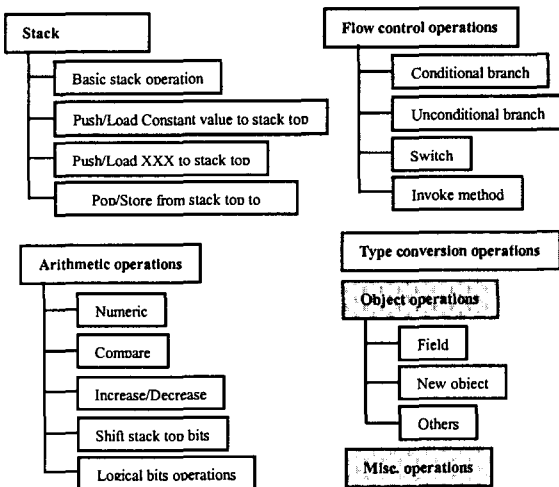 Stack
Basic stack operation
Push/Load Constant value to stack top
Push/Load XXX to stack top
Pop/Store from stack top to
Arithmetic operations
Numeric
Compare
Increase/Decrease
Shift stack top bits
Logical bits operations
Flow control operations
Conditional branch
Unconditional branch
Switch
Invoke method
Type conversion operations
Object operations
Field
New object
Others
Misc. operations